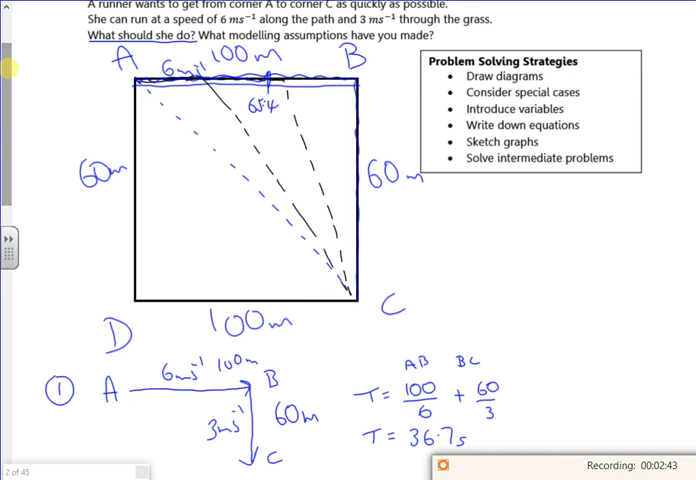 A runner wants to get from corner A to corner C as quickly as possible.
She can run at a speed of 6 ms⁻¹ along the path and 3 ms⁻¹ through the grass.
What should she do? What modelling assumptions have you made?
A 6ms⁻¹ 100m B
65.4
60m
60m
D 100m C
Problem Solving Strategies
• Draw diagrams
• Consider special cases
• Introduce variables
• Write down equations
• Sketch graphs
• Solve intermediate problems
① A 6ms⁻¹ 100m B
3ms⁻¹ 60m
C
AB BC
T = 100/6 + 60/3
T = 36.7s
2 of 45
Recording: 00:02:43